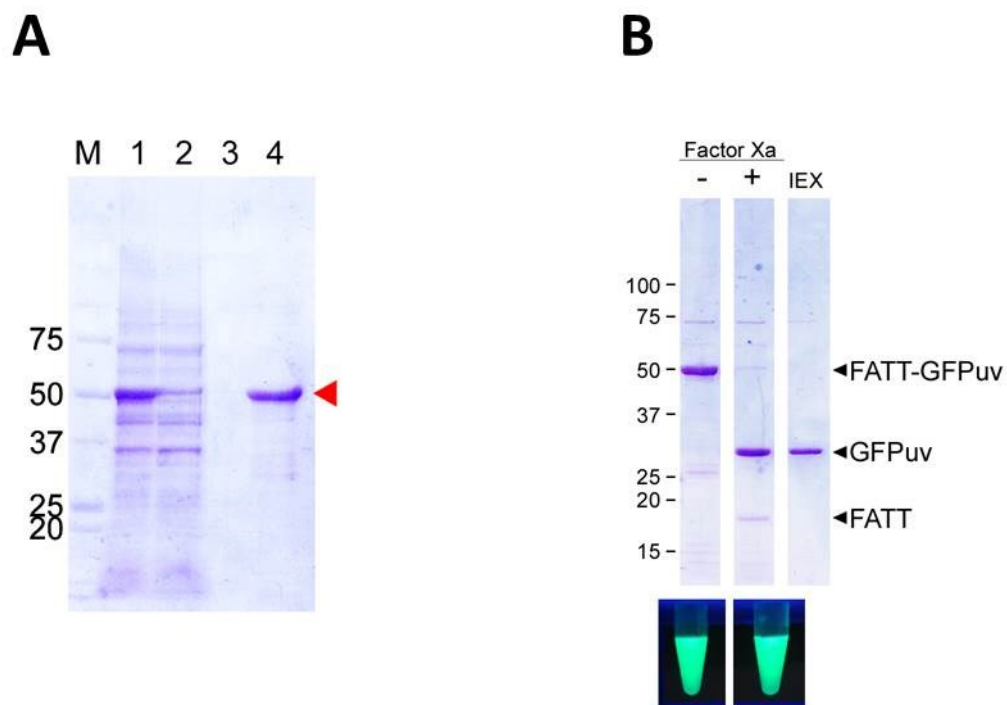 A
M 1 2 3 4
75
50
37
25
20
B
Factor Xa
- + IEX
100
75
50 FATT-GFPuv
37
GFPuv
25
20
FATT
15